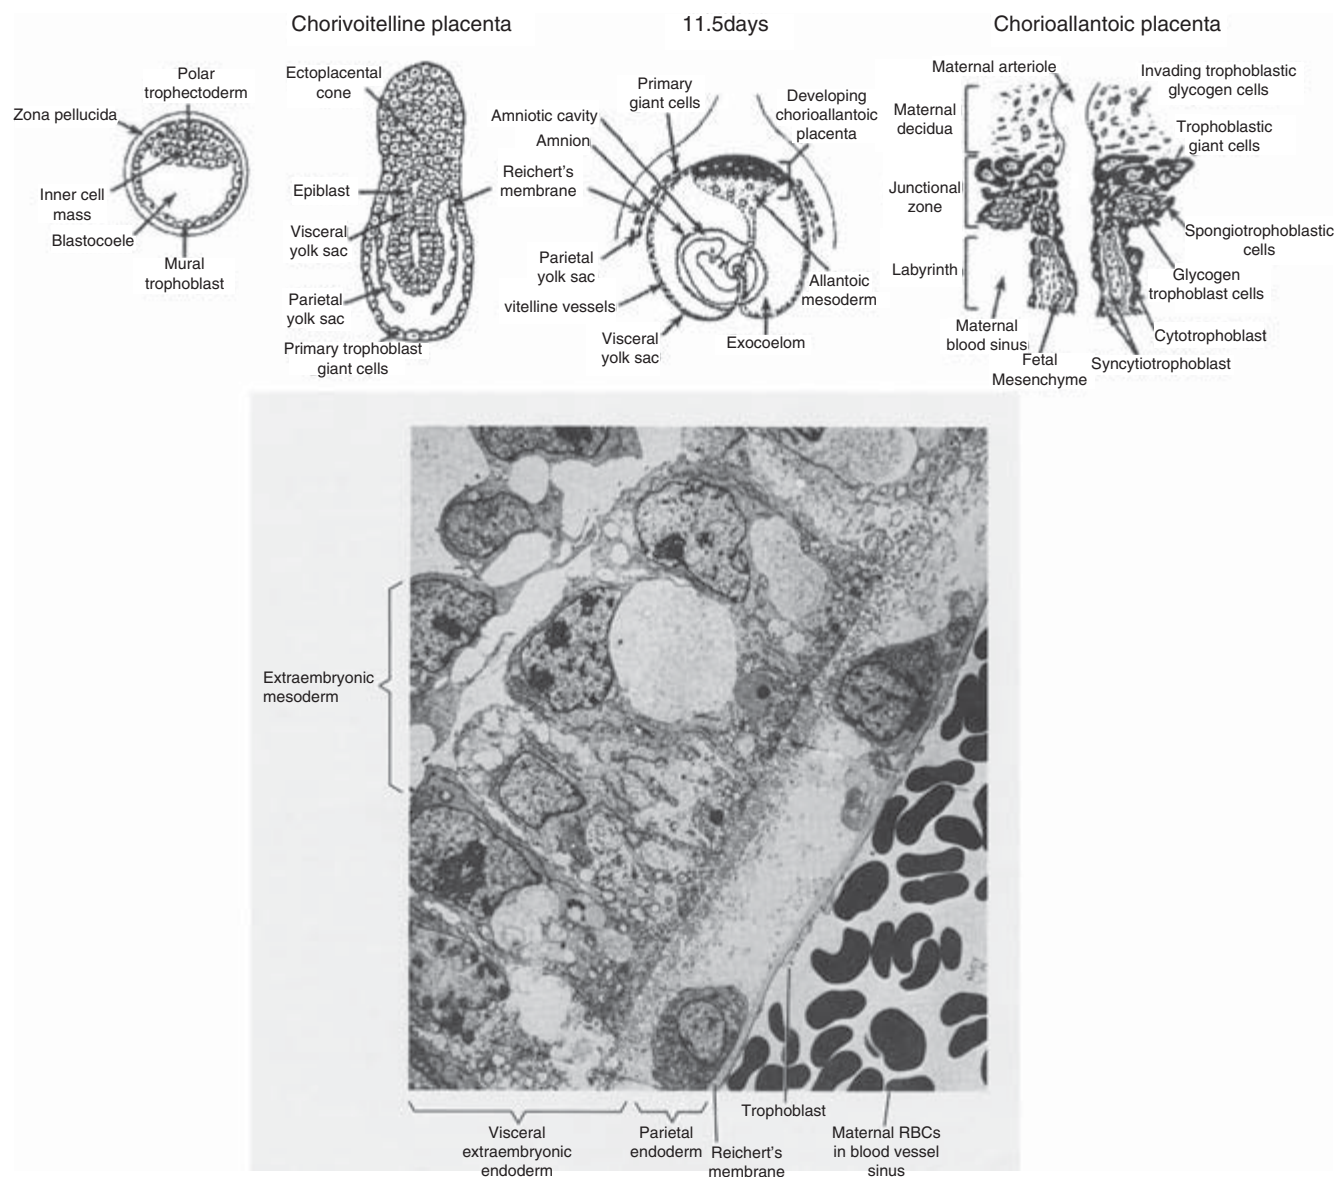 Chorivoitelline placenta
11.5days
Chorioallantoic placenta
Polar
trophectoderm
Zona pellucida
Inner cell
mass
Blastocoele
Mural
trophoblast
Ectoplacental
cone
Epiblast
Visceral
yolk sac
Parietal
yolk sac
Primary trophoblast
giant cells
Reichert's
membrane
Primary
giant cells
Amniotic cavity
Amnion
Developing
chorioallantoic
placenta
Parietal
yolk sac
vitelline vessels
Visceral
yolk sac
Exocoelom
Allantoic
mesoderm
Maternal arteriole
Maternal
decidua
Junctional
zone
Labyrinth
Maternal
blood sinus
Fetal
Mesenchyme
Invading trophoblastic
glycogen cells
Trophoblastic
giant cells
Spongiotrophoblastic
cells
Glycogen
trophoblast cells
Cytotrophoblast
Syncytiotrophoblast
Extraembryonic
mesoderm
Visceral
extraembryonic
endoderm
Parietal
endoderm
Reichert's
membrane
Trophoblast
Maternal RBCs
in blood vessel
sinus